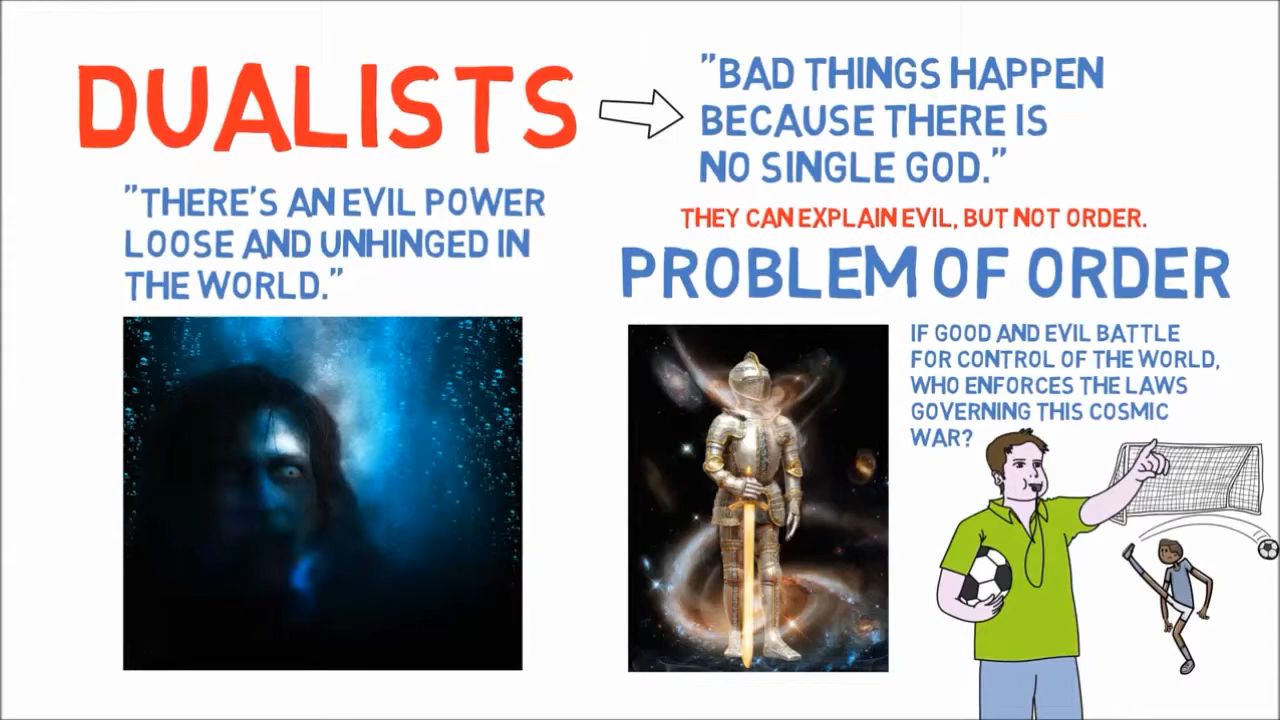 DUALISTS
"THERE'S AN EVIL POWER
LOOSE AND UNHINGED IN
THE WORLD."
"BAD THINGS HAPPEN
BECAUSE THERE IS
NO SINGLE GOD."
THEY CAN EXPLAIN EVIL, BUT NOT ORDER.
PROBLEM OF ORDER
IF GOOD AND EVIL BATTLE
FOR CONTROL OF THE WORLD,
WHO ENFORCES THE LAWS
GOVERNING THIS COSMIC
WAR?